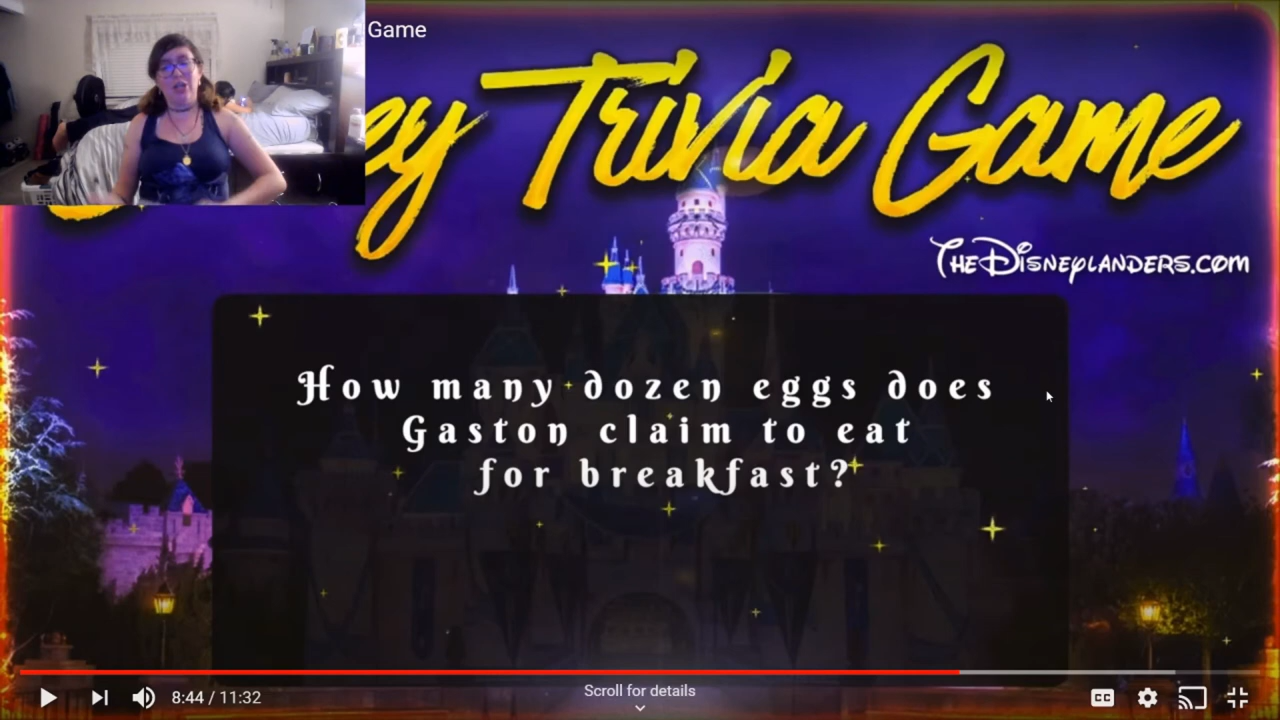 Game
ey Trivia Game
TheDisneylanders.com
How many dozen eggs does
Gaston claim to eat
for breakfast?
8:44 / 11:32
Scroll for details
CC